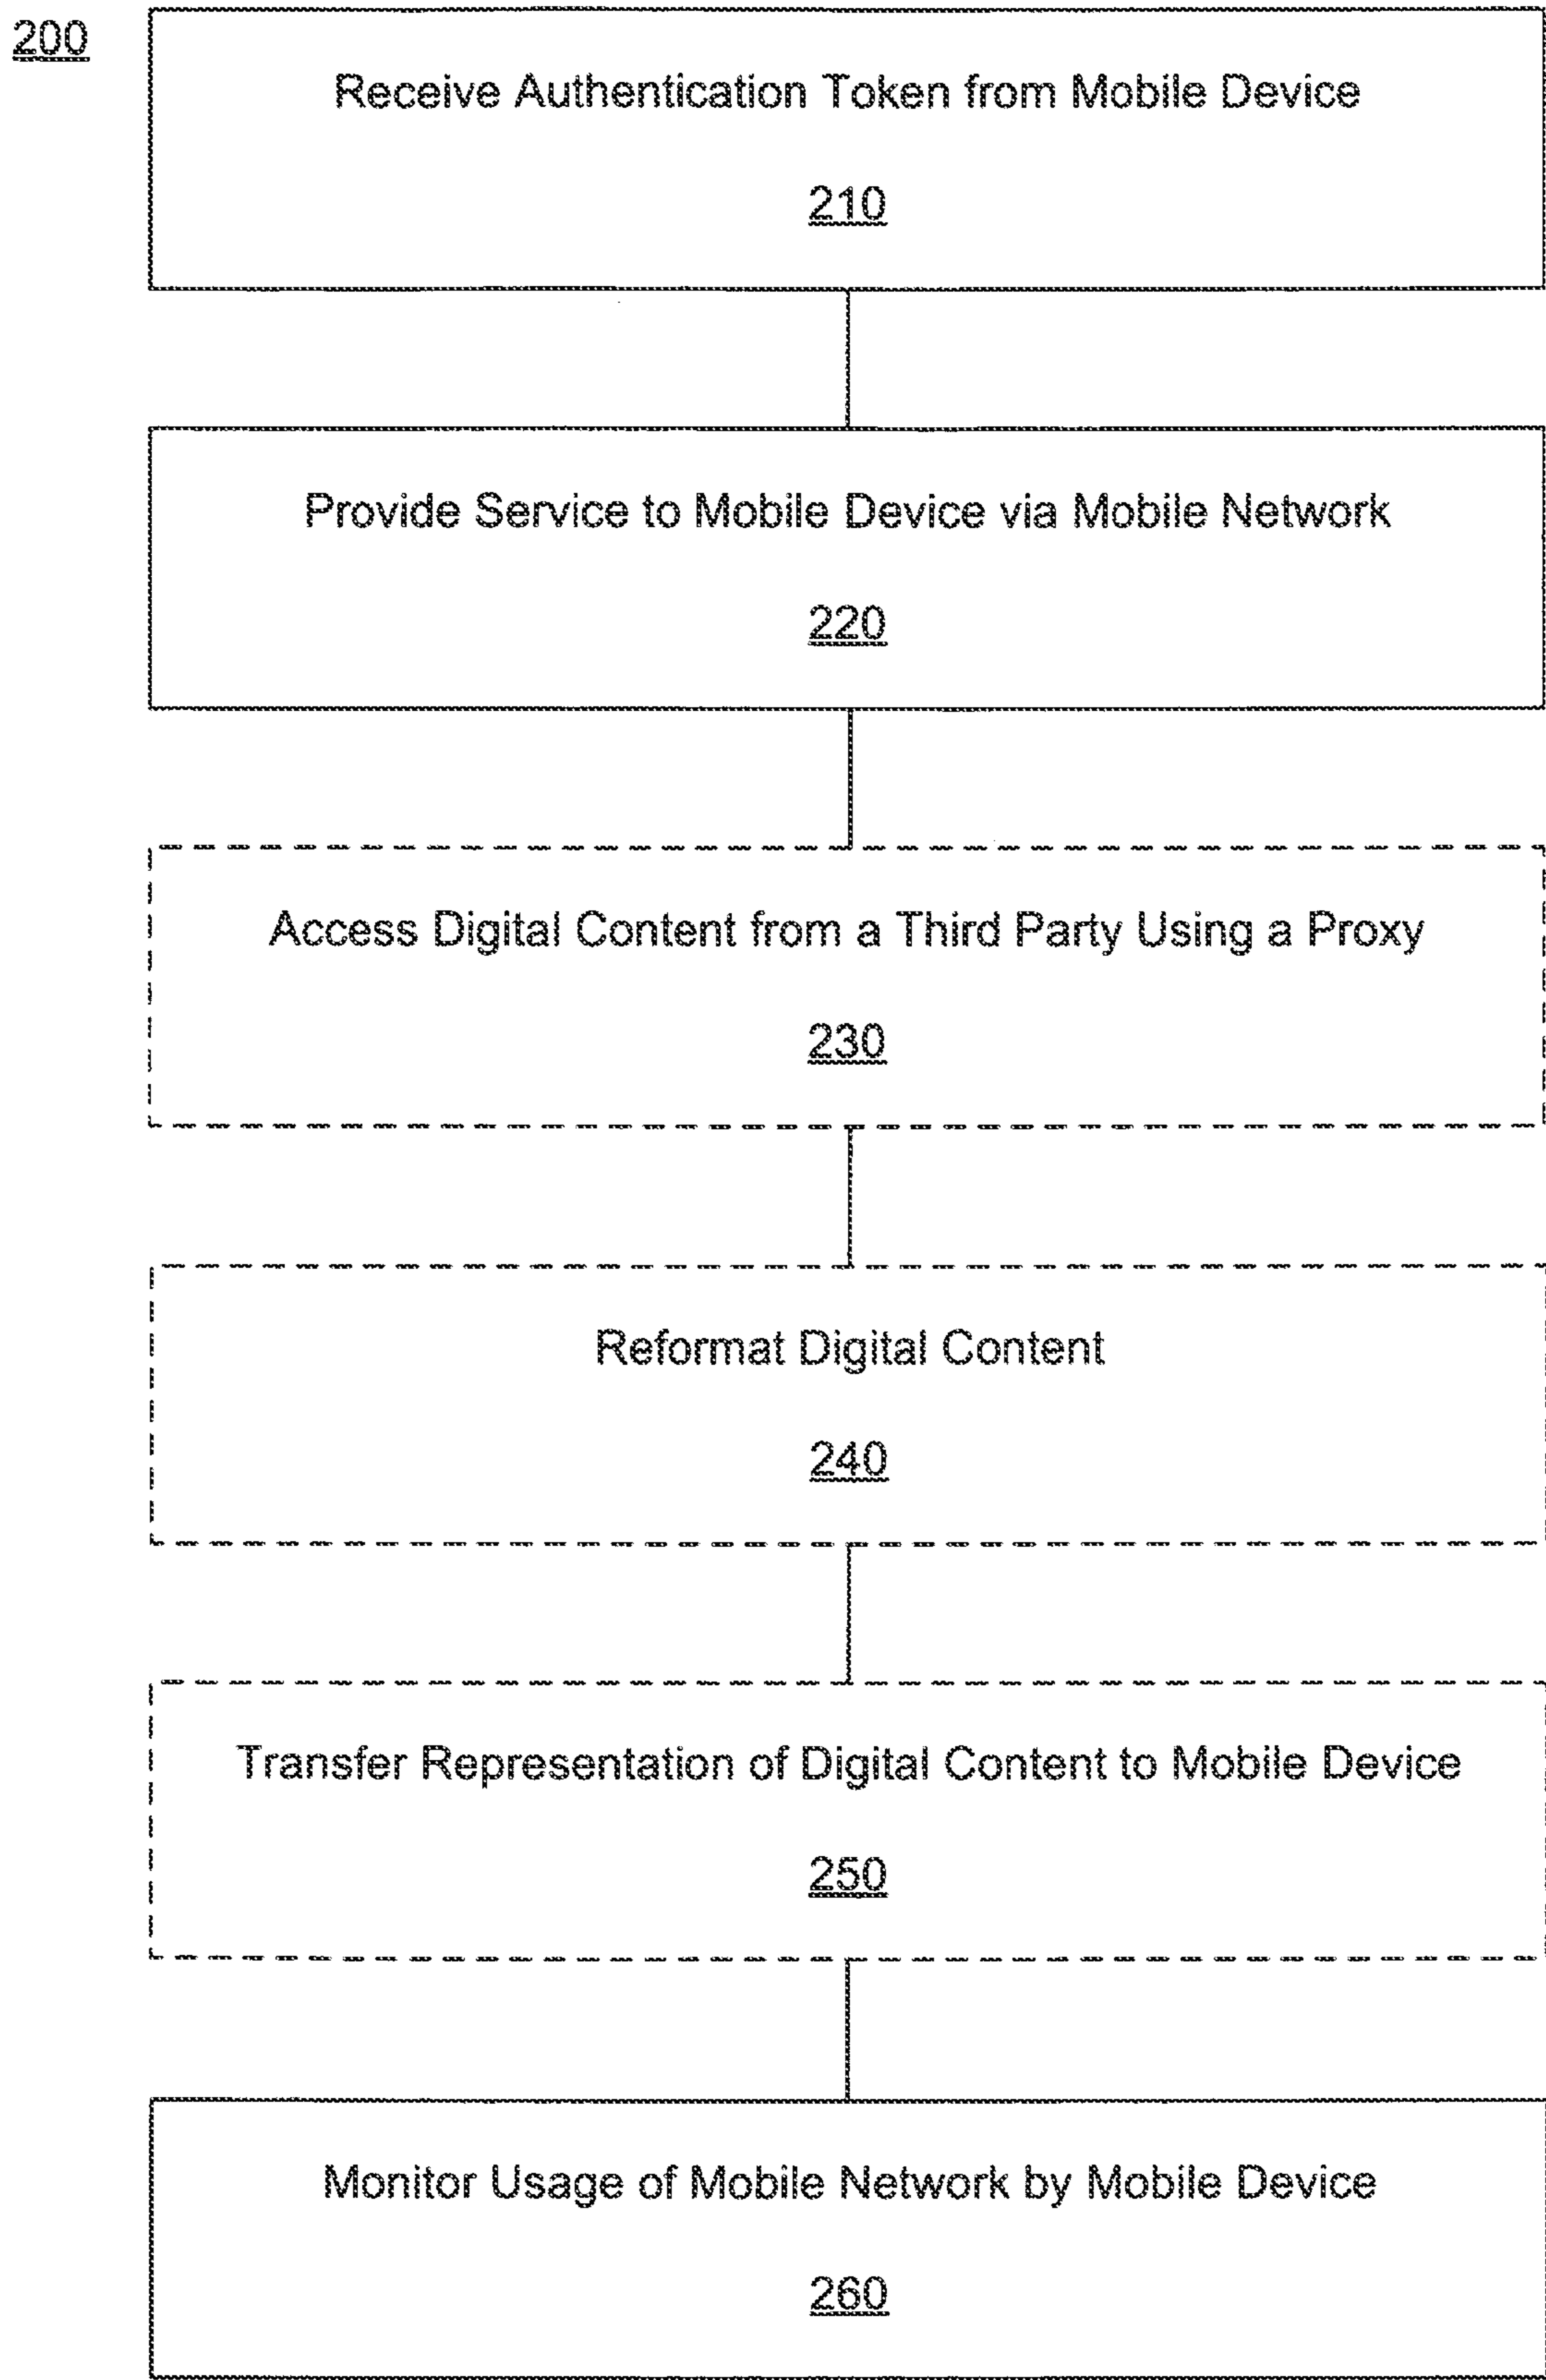 200
Receive Authentication Token from Mobile Device
210
Provide Service to Mobile Device via Mobile Network
220
Access Digital Content from a Third Party Using a Proxy
230
Reformat Digital Content
240
Transfer Representation of Digital Content to Mobile Device
250
Monitor Usage of Mobile Network by Mobile Device
260